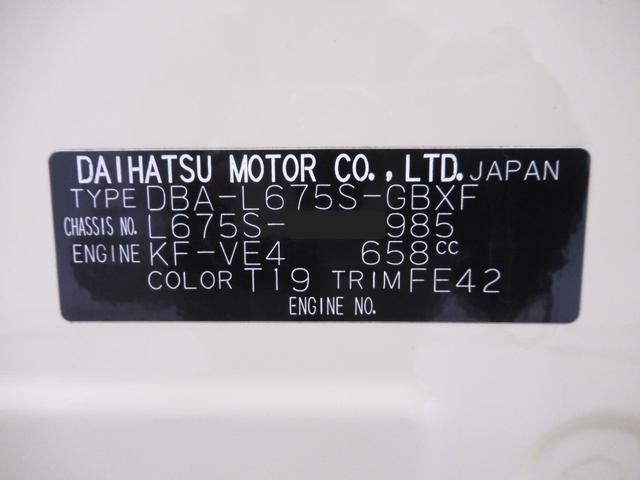 DAIHATSU MOTOR CO.,LTD. JAPAN
TYPE DBA-L675S-GBXF
CHASSIS NO. L675S- 985
ENGINE KF-VE4 658cc
COLOR T19 TRIM FE42
ENGINE NO.